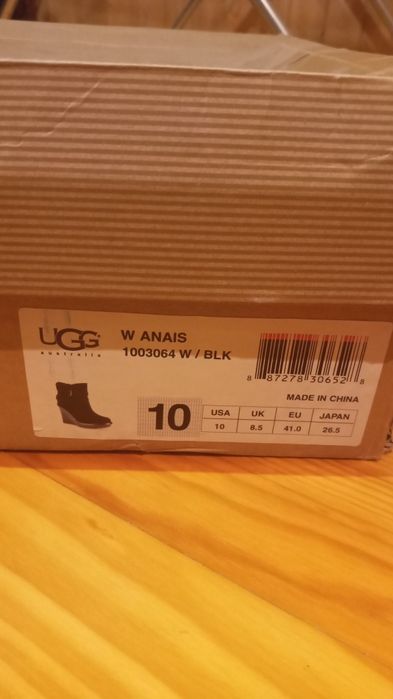 UGG
australia
W ANAIS
1003064 W / BLK
8 87278 30652 8
MADE IN CHINA
10
USA UK EU JAPAN
10 8.5 41.0 26.5